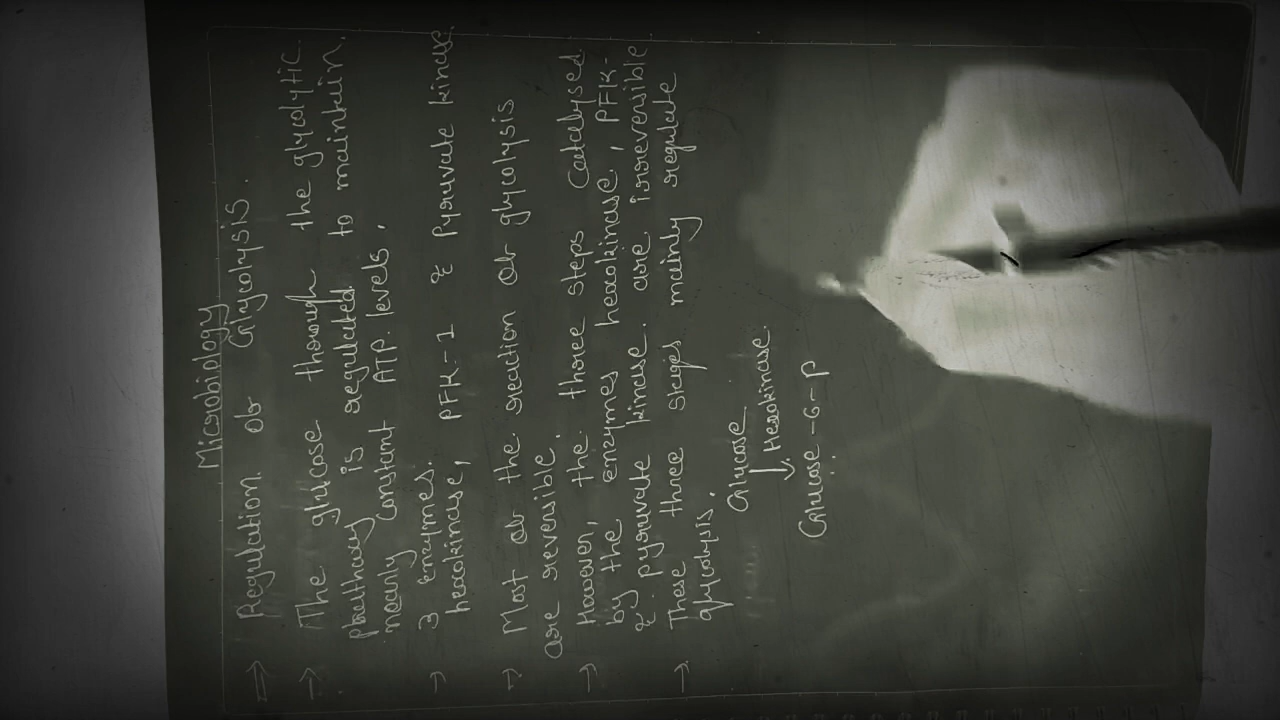 Microbiology
⇒ Regulation of Glycolysis.
→ The glucose through the glycolytic
pathway is regulated to maintain.
nearly constant ATP levels.
→ 3 enzymes.
hexokinase, PFK-1 & Pyruvate kinase.
→ Most of the reaction of glycolysis
are reversible.
→ However, the three steps Catalysed
by the enzymes hexokinase, PFK-
& pyruvate kinase. are irreversible.
→ These three stages mainly regulate
glycolysis.
Glucose
↓ Hexokinase.
Glucose-6-P